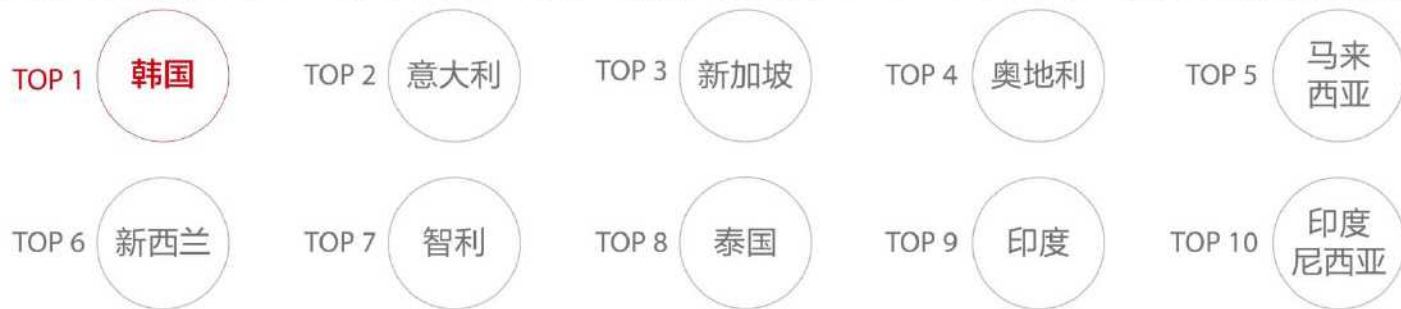 TOP 1 韩国
TOP 2 意大利
TOP 3 新加坡
TOP 4 奥地利
TOP 5 马来
西亚
TOP 6 新西兰
TOP 7 智利
TOP 8 泰国
TOP 9 印度
TOP 10 印度
尼西亚